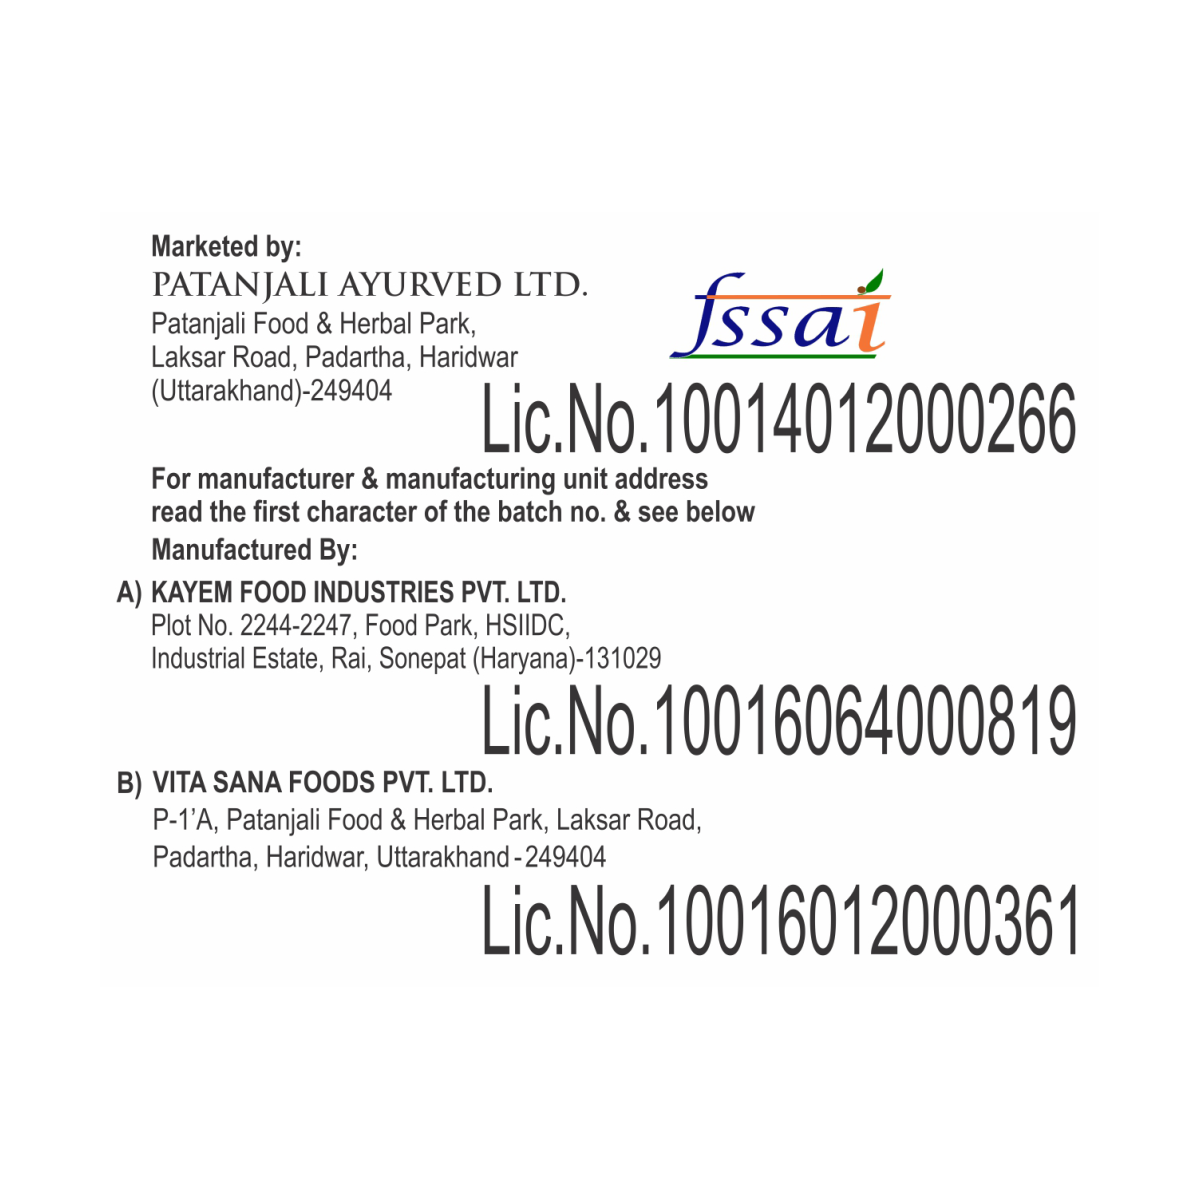 Marketed by:
PATANJALI AYURVED LTD.
Patanjali Food & Herbal Park,
Laksar Road, Padartha, Haridwar
(Uttarakhand)-249404
fssai
Lic.No.10014012000266
For manufacturer & manufacturing unit address
read the first character of the batch no. & see below
Manufactured By:
A) KAYEM FOOD INDUSTRIES PVT. LTD.
Plot No. 2244-2247, Food Park, HSIIDC,
Industrial Estate, Rai, Sonepat (Haryana)-131029
Lic.No.10016064000819
B) VITA SANA FOODS PVT. LTD.
P-1’A, Patanjali Food & Herbal Park, Laksar Road,
Padartha, Haridwar, Uttarakhand-249404
Lic.No.10016012000361